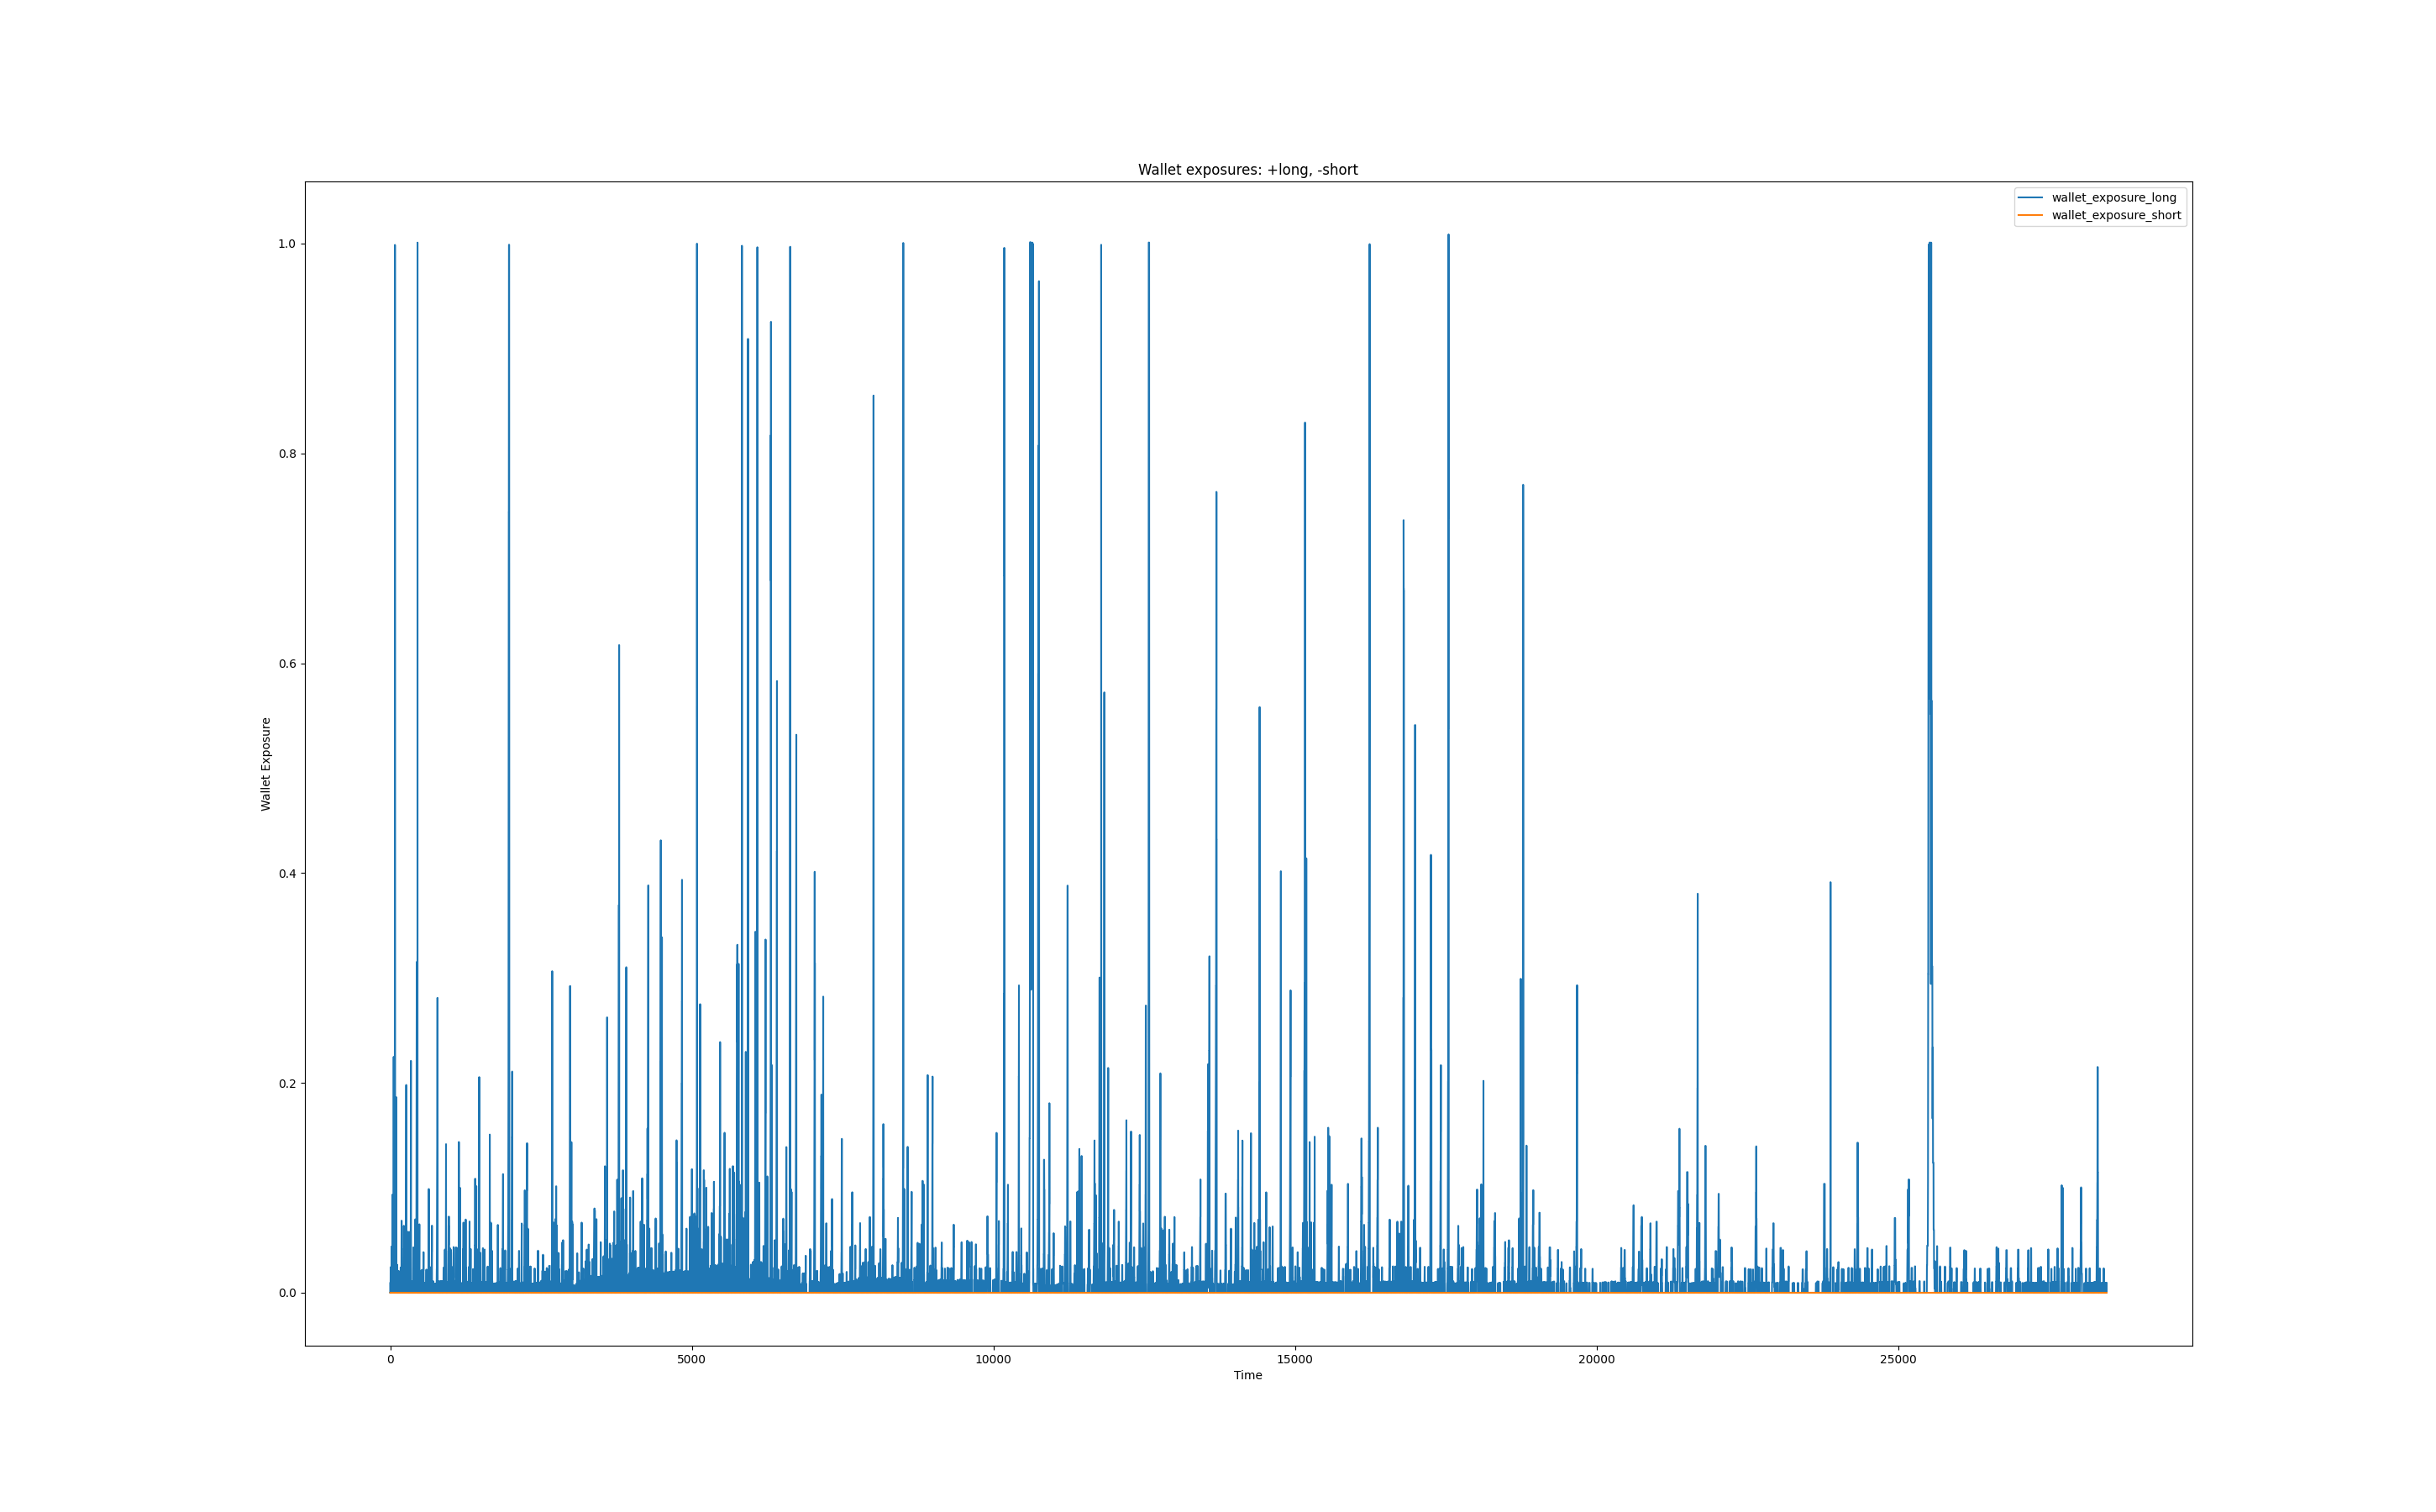 Wallet exposures: +long, -short
wallet_exposure_long
wallet_exposure_short
1.0
0.8
0.6
0.4
0.2
0.0
Wallet Exposure
0 5000 10000 15000 20000 25000
Time